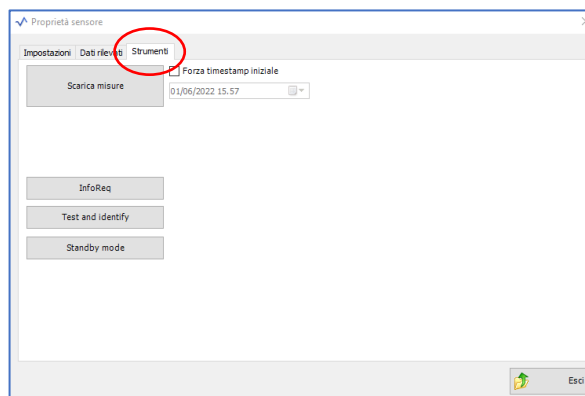 Proprietà sensore
Impostazioni Dati rilevati Strumenti
Scarica misure
Forza timestamp iniziale
01/06/2022 15.57
InfoReq
Test and identify
Standby mode
Esci